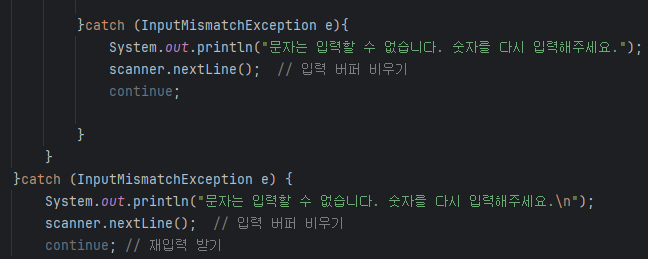 }catch (InputMismatchException e){
System.out.println("문자는 입력할 수 없습니다. 숫자를 다시 입력해주세요.");
scanner.nextLine();  // 입력 버퍼 비우기
continue;
}
}
}catch (InputMismatchException e) {
System.out.println("문자는 입력할 수 없습니다. 숫자를 다시 입력해주세요.\n");
scanner.nextLine();  // 입력 버퍼 비우기
continue; // 재입력 받기